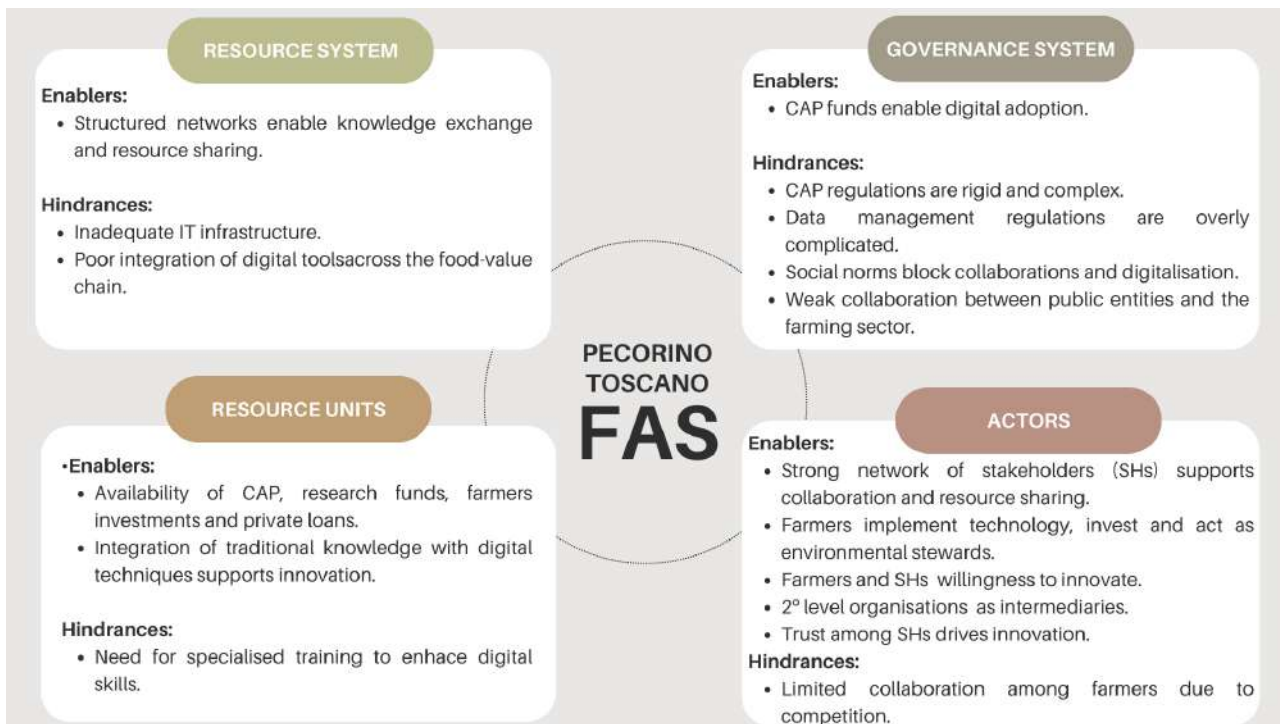 RESOURCE SYSTEM
Enablers:
• Structured networks enable knowledge exchange
and resource sharing.
Hindrances:
• Inadequate IT infrastructure.
• Poor integration of digital toolsacross the food-value
chain.
GOVERNANCE SYSTEM
Enablers:
• CAP funds enable digital adoption.
Hindrances:
• CAP regulations are rigid and complex.
• Data management regulations are overly
complicated.
• Social norms block collaborations and digitalisation.
• Weak collaboration between public entities and the
farming sector.
PECORINO
TOSCANO
FAS
RESOURCE UNITS
•Enablers:
• Availability of CAP, research funds, farmers
investments and private loans.
• Integration of traditional knowledge with digital
techniques supports innovation.
Hindrances:
• Need for specialised training to enhace digital
skills.
ACTORS
Enablers:
• Strong network of stakeholders (SHs) supports
collaboration and resource sharing.
• Farmers implement technology, invest and act as
environmental stewards.
• Farmers and SHs willingness to innovate.
• 2º level organisations as intermediaries.
• Trust among SHs drives innovation.
Hindrances:
• Limited collaboration among farmers due to
competition.